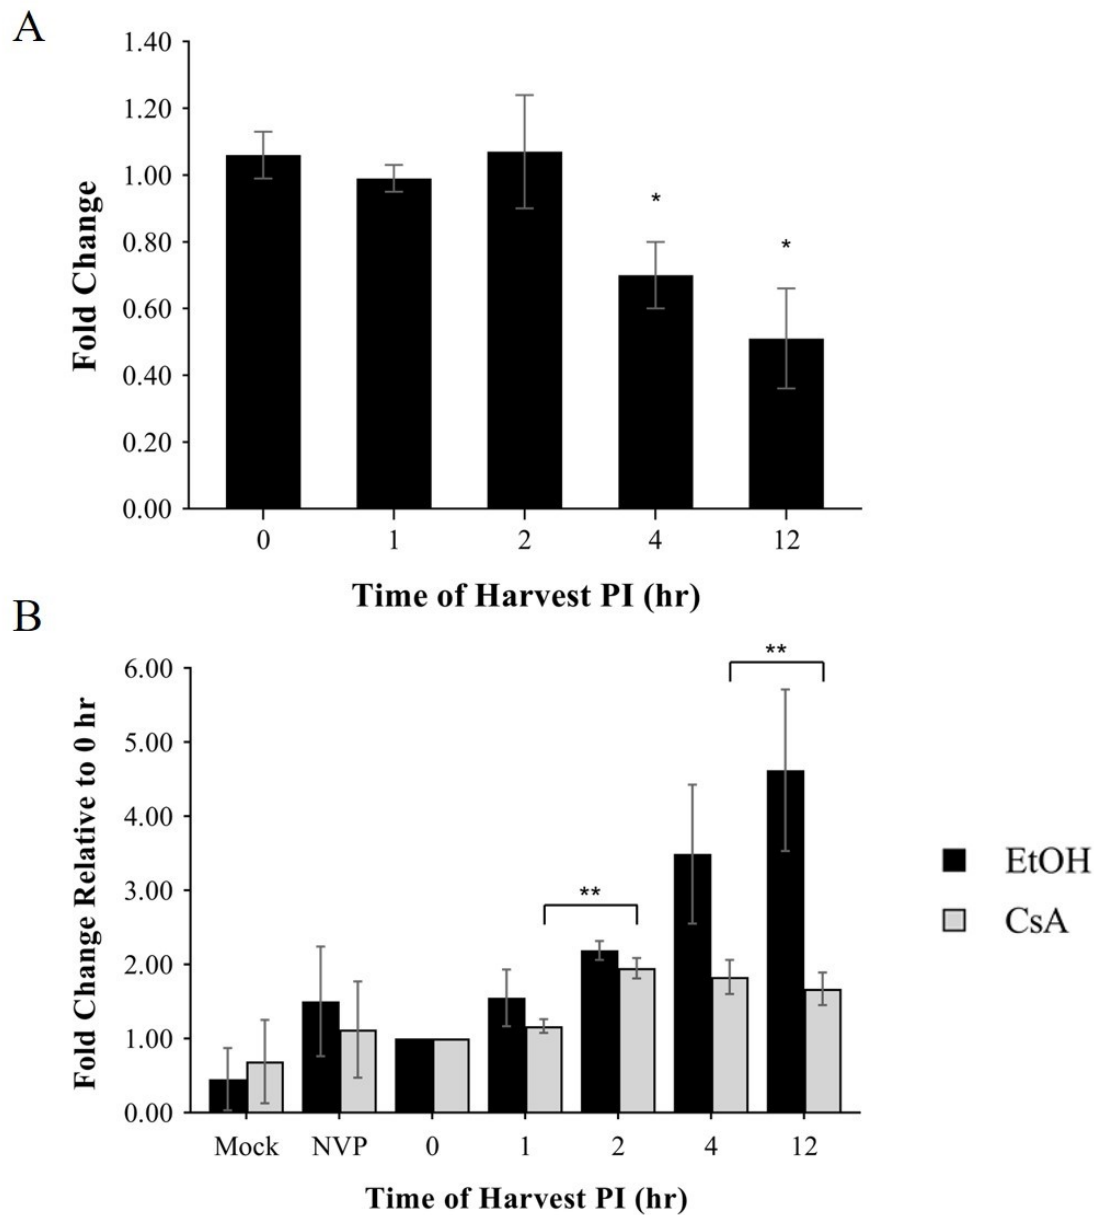 A
1.40
1.20
1.00
0.80
0.60
0.40
0.20
0.00
Fold Change
*
*
0 1 2 4 12
Time of Harvest PI (hr)
B
6.00
5.00
4.00
3.00
2.00
1.00
0.00
Fold Change Relative to 0 hr
**
**
Mock NVP 0 1 2 4 12
Time of Harvest PI (hr)
EtOH
CsA